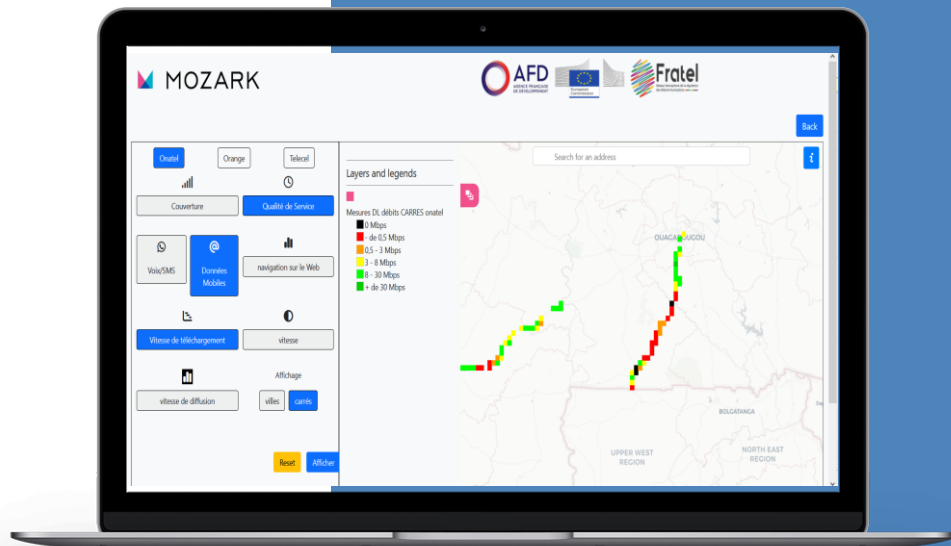 MOZARK
AFD
AGENCE FRANÇAISE
DE DÉVELOPPEMENT
European
Commission
Fratel
Back
Onatel
Orange
Telecel
Couverture
Qualité de Service
Voix/SMS
Données
Mobiles
navigation sur le Web
Vitesse de téléchargement
vitesse
Affichage
vitesse de diffusion
villes
carrés
Reset
Afficher
Layers and legends
Mesures DL débits CARRES onatel
0 Mbps
- de 0,5 Mbps
0,5 - 3 Mbps
3 - 8 Mbps
8 - 30 Mbps
+ de 30 Mbps
Search for an address
i
BOLGATANGA
UPPER WEST
REGION
NORTH EAST
REGION